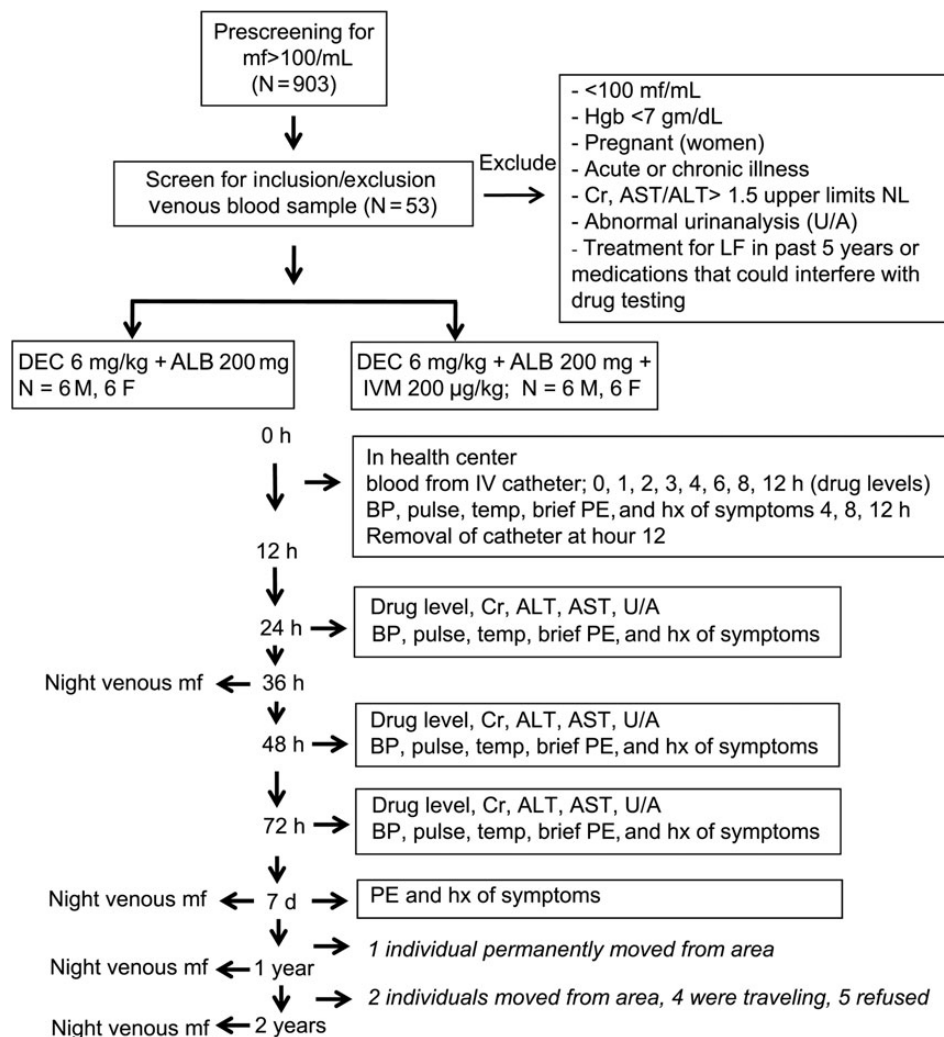 Prescreening for
mf>100/mL
(N = 903)
Exclude
- <100 mf/mL
- Hgb <7 gm/dL
- Pregnant (women)
- Acute or chronic illness
- Cr, AST/ALT> 1.5 upper limits NL
- Abnormal urinanalysis (U/A)
- Treatment for LF in past 5 years or
medications that could interfere with
drug testing
Screen for inclusion/exclusion
venous blood sample (N = 53)
DEC 6 mg/kg + ALB 200 mg
N = 6 M, 6 F
DEC 6 mg/kg + ALB 200 mg +
IVM 200 µg/kg; N = 6 M, 6 F
0 h
In health center
blood from IV catheter; 0, 1, 2, 3, 4, 6, 8, 12 h (drug levels)
BP, pulse, temp, brief PE, and hx of symptoms 4, 8, 12 h
Removal of catheter at hour 12
12 h
24 h
Drug level, Cr, ALT, AST, U/A
BP, pulse, temp, brief PE, and hx of symptoms
Night venous mf
36 h
48 h
Drug level, Cr, ALT, AST, U/A
BP, pulse, temp, brief PE, and hx of symptoms
72 h
Drug level, Cr, ALT, AST, U/A
BP, pulse, temp, brief PE, and hx of symptoms
Night venous mf
7 d
PE and hx of symptoms
1 individual permanently moved from area
Night venous mf
1 year
2 individuals moved from area, 4 were traveling, 5 refused
Night venous mf
2 years